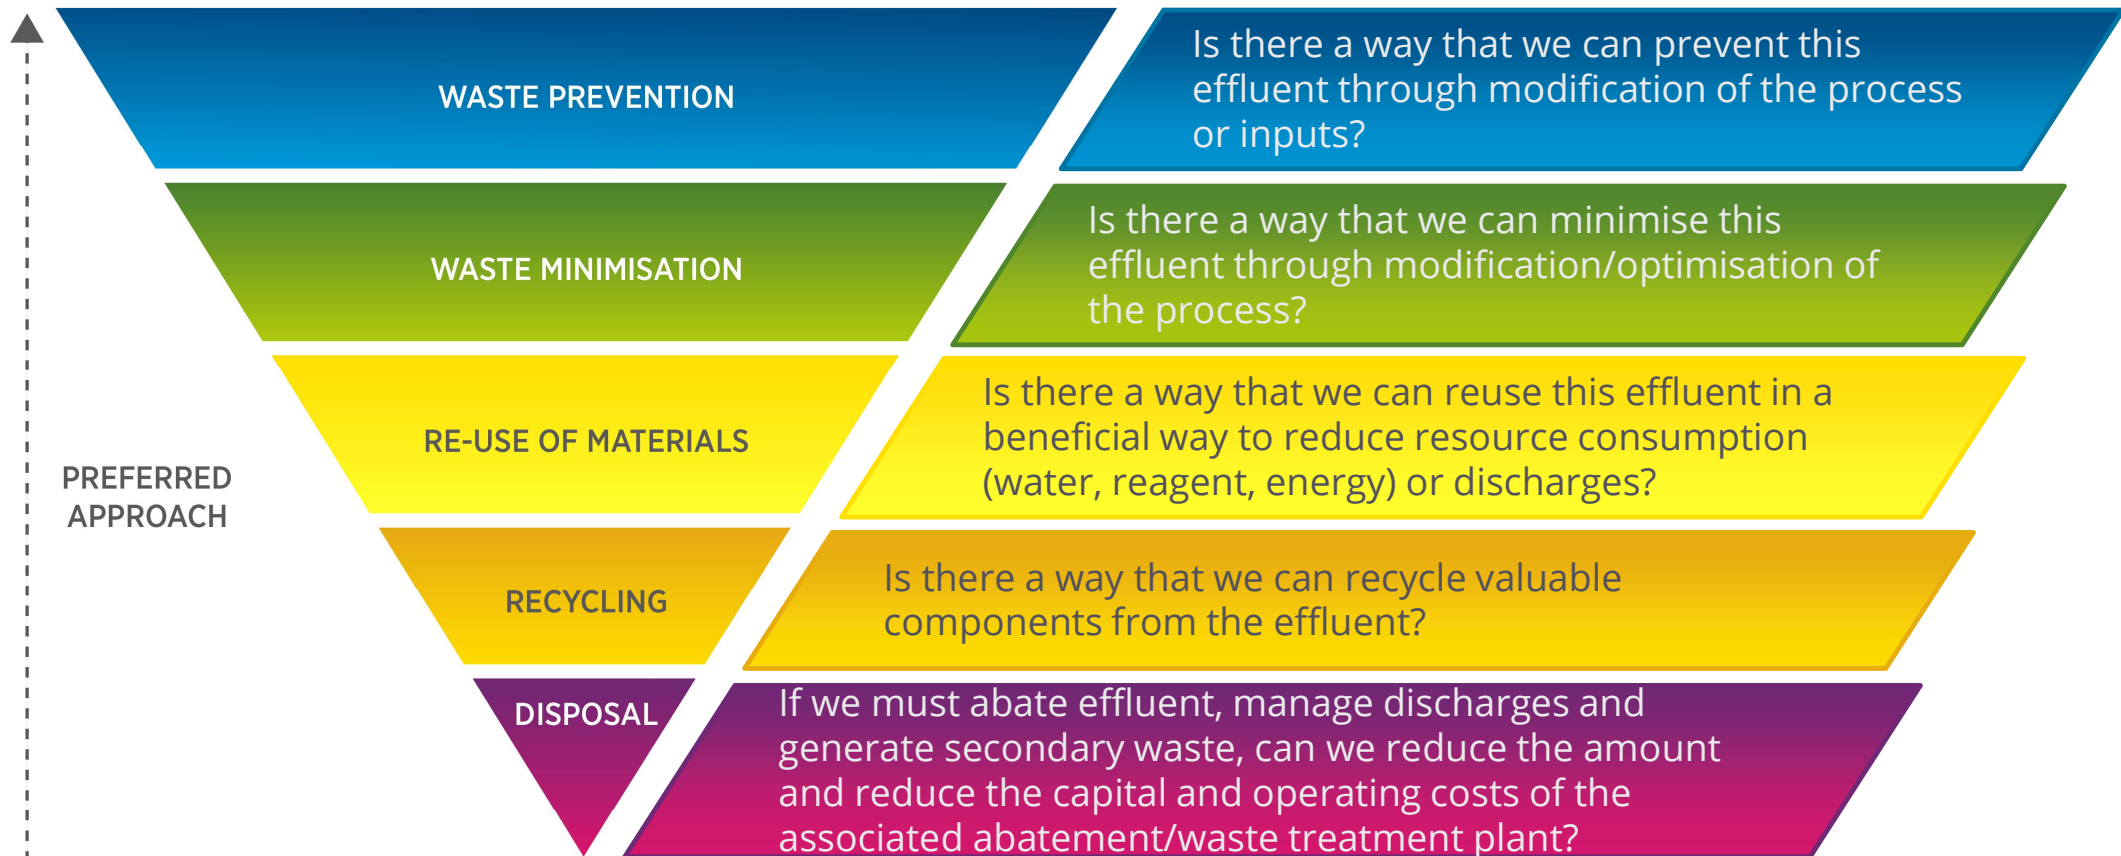 WASTE PREVENTION
Is there a way that we can prevent this
effluent through modification of the process
or inputs?
WASTE MINIMISATION
Is there a way that we can minimise this
effluent through modification/optimisation of
the process?
RE-USE OF MATERIALS
Is there a way that we can reuse this effluent in a
beneficial way to reduce resource consumption
(water, reagent, energy) or discharges?
PREFERRED
APPROACH
RECYCLING
Is there a way that we can recycle valuable
components from the effluent?
DISPOSAL
If we must abate effluent, manage discharges and
generate secondary waste, can we reduce the amount
and reduce the capital and operating costs of the
associated abatement/waste treatment plant?